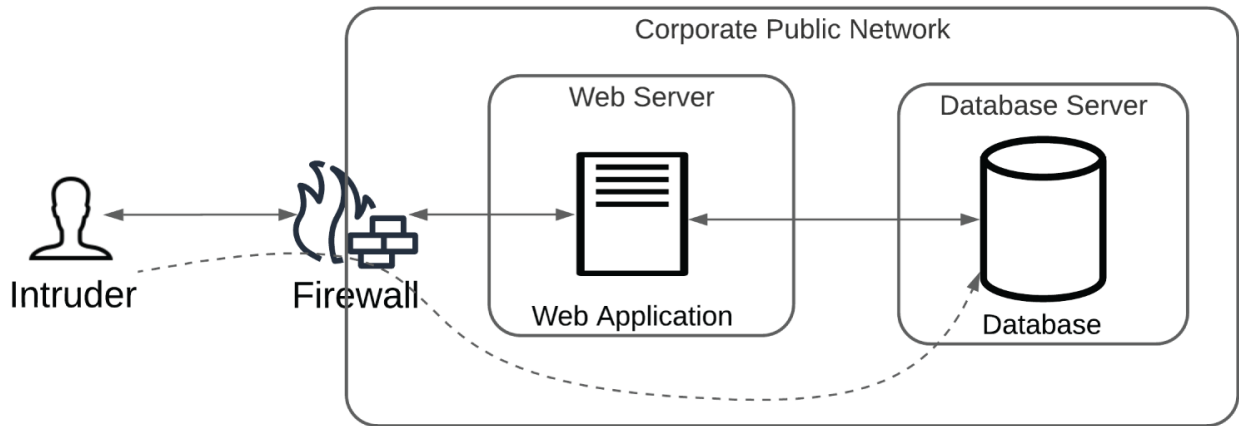 Corporate Public Network
Web Server
Database Server
Intruder
Firewall
Web Application
Database